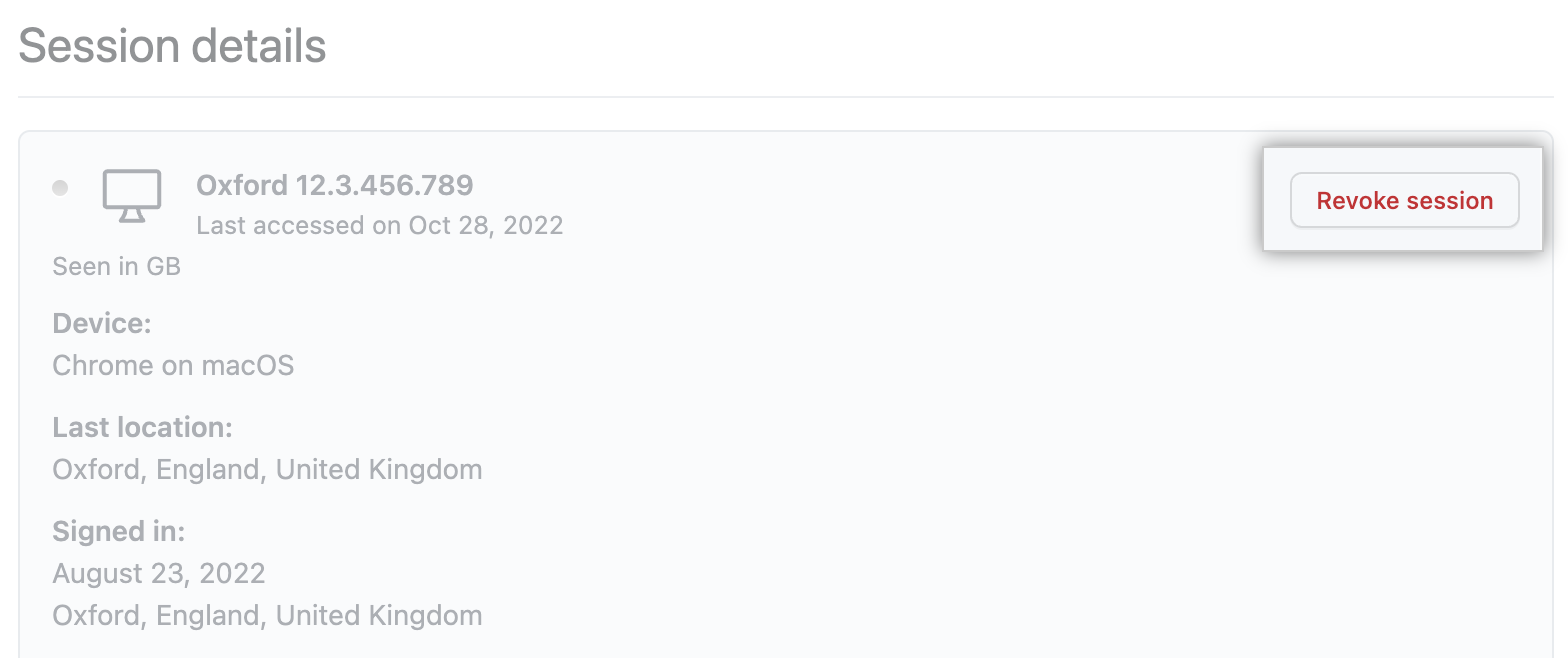 Session details
Oxford 12.3.456.789
Revoke session
Last accessed on Oct 28, 2022
Seen in GB
Device:
Chrome on macOS
Last location:
Oxford, England, United Kingdom
Signed in:
August 23, 2022
Oxford, England, United Kingdom